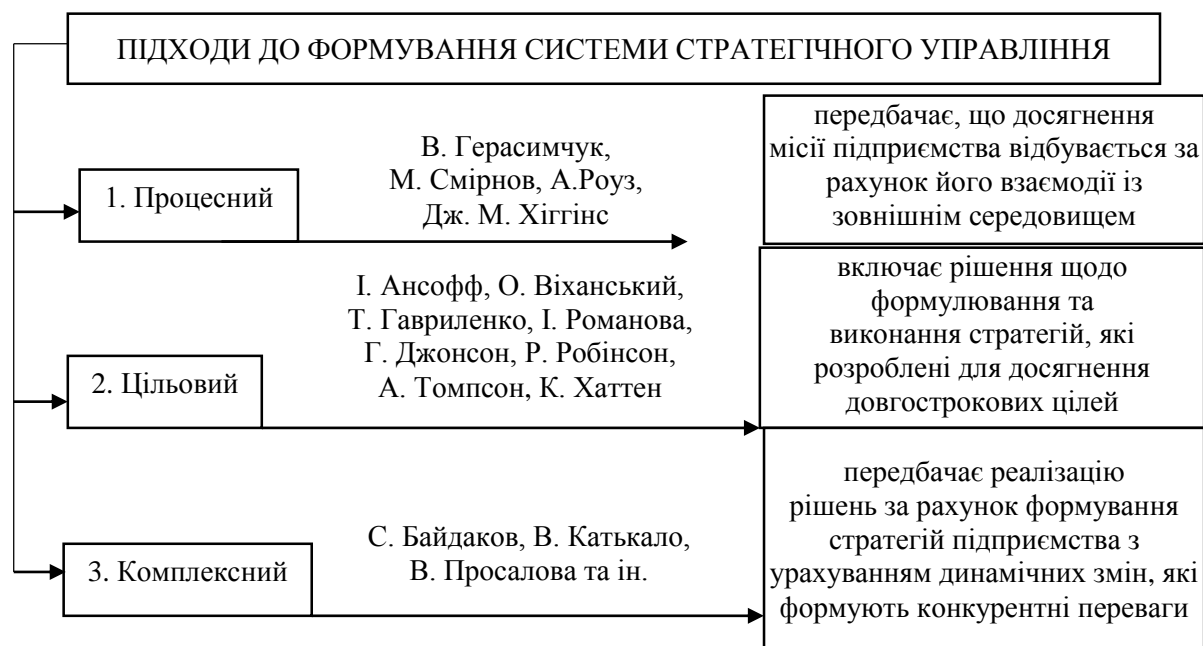 ПІДХОДИ ДО ФОРМУВАННЯ СИСТЕМИ СТРАТЕГІЧНОГО УПРАВЛІННЯ
1. Процесний
В. Герасимчук,
М. Смірнов, А.Роуз,
Дж. М. Хіггінс
передбачає, що досягнення
місії підприємства відбувається за
рахунок його взаємодії із
зовнішнім середовищем
2. Цільовий
І. Ансофф, О. Віханський,
Т. Гавриленко, І. Романова,
Г. Джонсон, Р. Робінсон,
А. Томпсон, К. Хаттен
включає рішення щодо
формулювання та
виконання стратегій, які
розроблені для досягнення
довгострокових цілей
3. Комплексний
С. Байдаков, В. Катькало,
В. Просалова та ін.
передбачає реалізацію
рішень за рахунок формування
стратегій підприємства з
урахуванням динамічних змін, які
формують конкурентні переваги